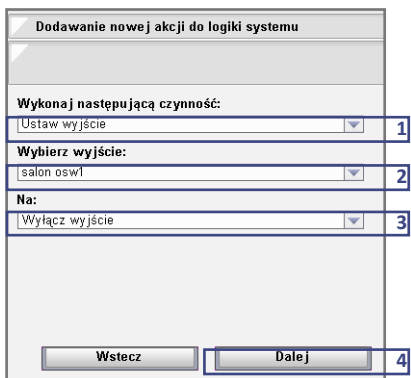 Dodawanie nowej akcji do logiki systemu
Wykonaj następującą czynność:
Ustaw wyjście
1
Wybierz wyjście:
salon osw1
2
Na:
Wyłącz wyjście
3
Wstecz Dalej 4